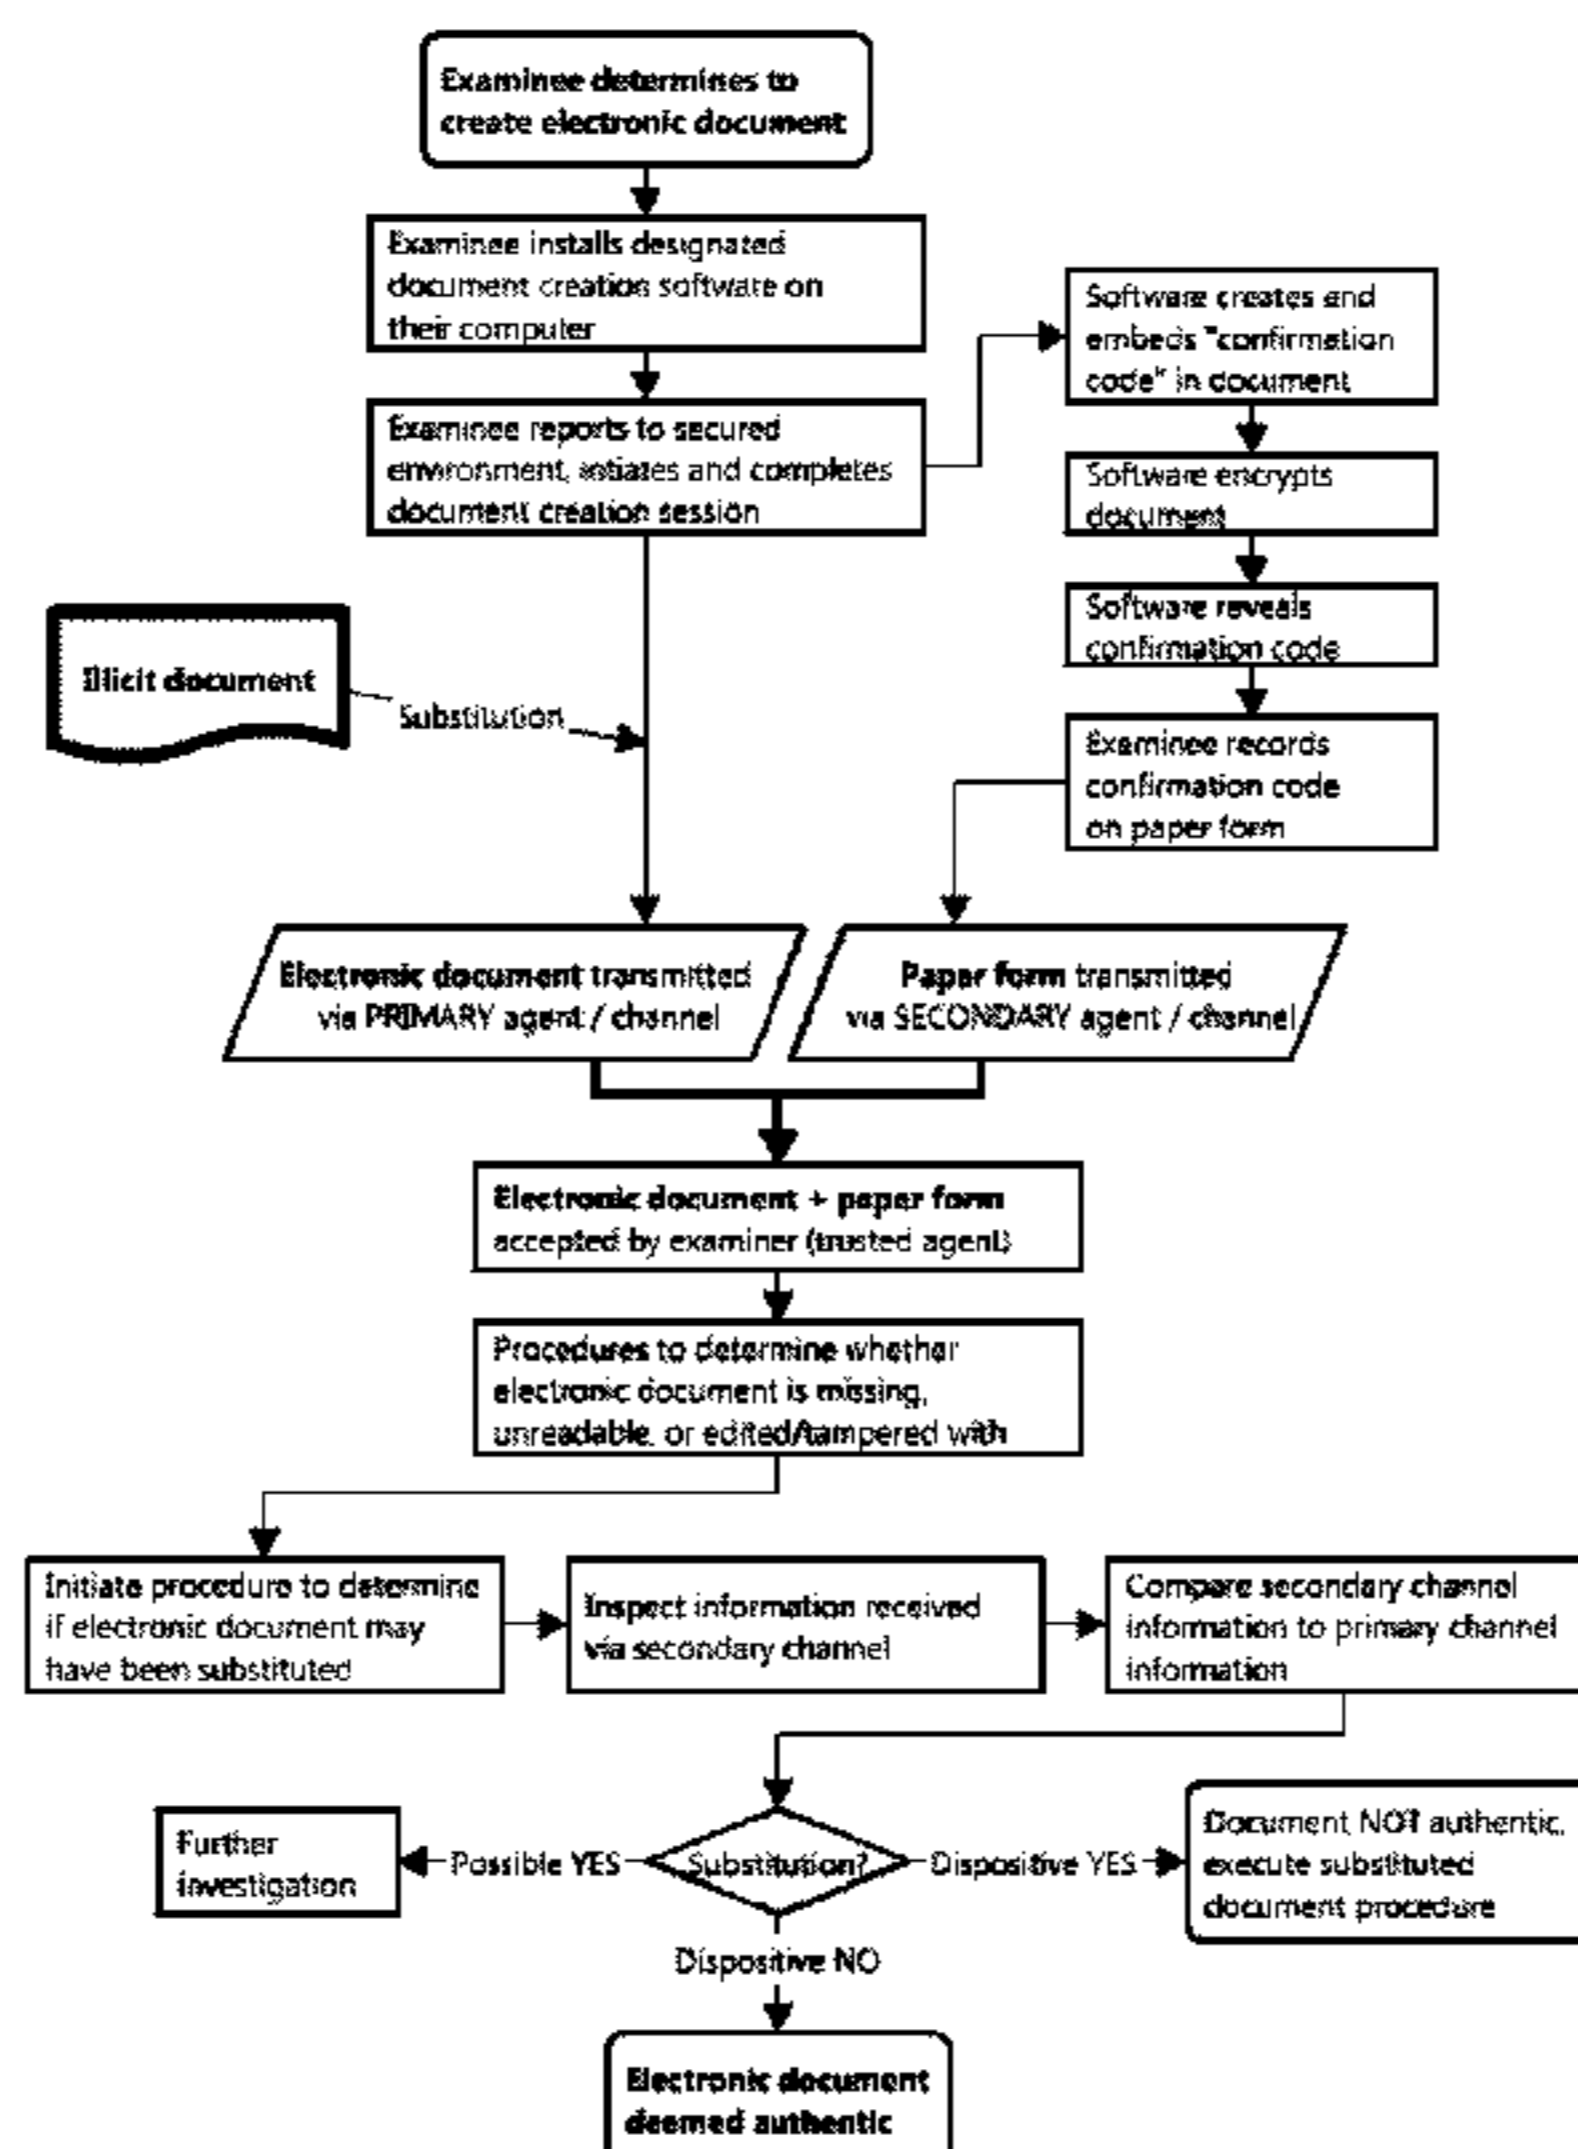 Examinee determines to
create electronic document
Examinee installs designated
document creation software on
their computer
Examinee reports to secured
environment, intiates and completes
document creation session
Software creates and
embeds "confirmation
code" in document
Software encrypts
document
Software reveals
confirmation code
Examinee records
confirmation code
on paper form
Illicit document
Substitution
Electronic document transmitted
via PRIMARY agent / channel
Paper form transmitted
via SECONDARY agent / channel
Electronic document + paper form
accepted by examiner (trusted agent)
Procedures to determine whether
electronic document is missing,
unreadable, or edited/tampered with
Initiate procedure to determine
if electronic document may
have been substituted
Inspect information received
via secondary channel
Compare secondary channel
information to primary channel
information
Substitution?
Possible YES
Further
investigation
Dispositive YES
Document NOT authentic,
execute substituted
document procedure
Dispositive NO
Electronic document
deemed authentic